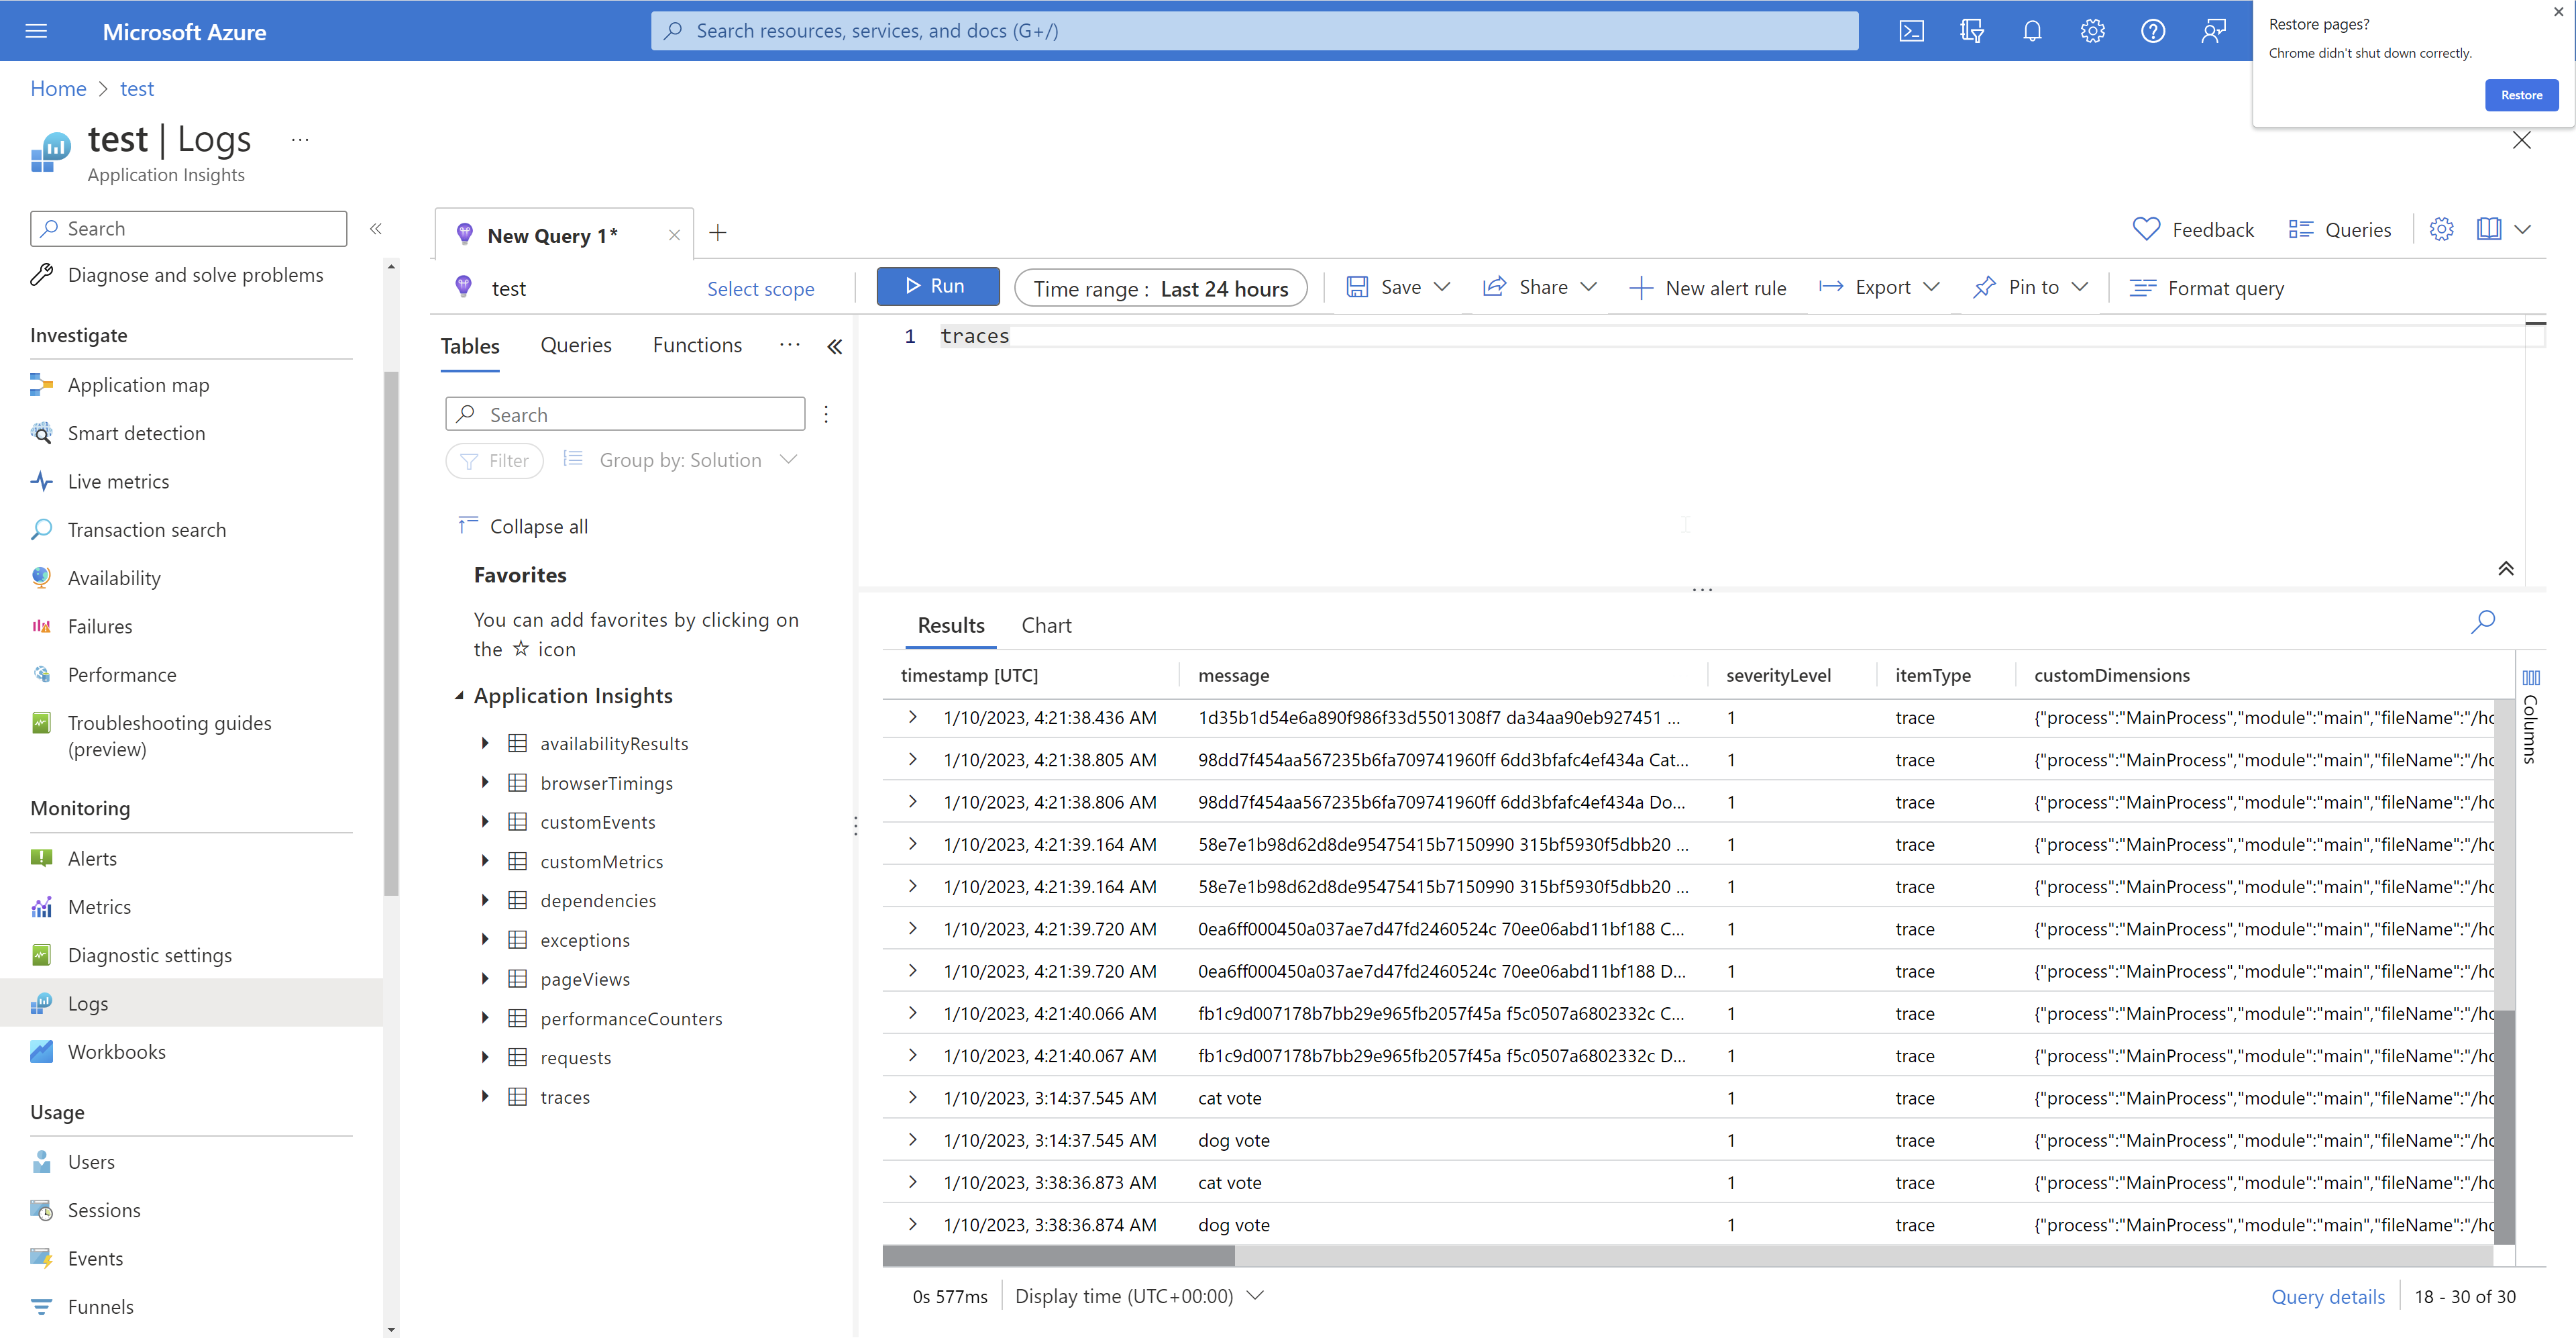 Microsoft Azure
Search resources, services, and docs (G+/)
Restore pages?
Chrome didn't shut down correctly.
Restore
Home > test
test | Logs ...
Application Insights
Search
Diagnose and solve problems
Investigate
Application map
Smart detection
Live metrics
Transaction search
Availability
Failures
Performance
Troubleshooting guides
(preview)
Monitoring
Alerts
Metrics
Diagnostic settings
Logs
Workbooks
Usage
Users
Sessions
Events
Funnels
New Query 1*
Feedback
Queries
test
Select scope
Run
Time range : Last 24 hours
Save
Share
New alert rule
Export
Pin to
Format query
Tables
Queries
Functions
...
Search
Filter
Group by: Solution
Collapse all
Favorites
You can add favorites by clicking on
the ☆ icon
Application Insights
availabilityResults
browserTimings
customEvents
customMetrics
dependencies
exceptions
pageViews
performanceCounters
requests
traces
1 traces
Results
Chart
timestamp [UTC] message severityLevel itemType customDimensions
1/10/2023, 4:21:38.436 AM 1d35b1d54e6a890f986f33d5501308f7 da34aa90eb927451 ... 1 trace {"process":"MainProcess","module":"main","fileName":"/hc
1/10/2023, 4:21:38.805 AM 98dd7f454aa567235b6fa709741960ff 6dd3bfafc4ef434a Cat... 1 trace {"process":"MainProcess","module":"main","fileName":"/hc
1/10/2023, 4:21:38.806 AM 98dd7f454aa567235b6fa709741960ff 6dd3bfafc4ef434a Do... 1 trace {"process":"MainProcess","module":"main","fileName":"/hc
1/10/2023, 4:21:39.164 AM 58e7e1b98d62d8de95475415b7150990 315bf5930f5dbb20 ... 1 trace {"process":"MainProcess","module":"main","fileName":"/hc
1/10/2023, 4:21:39.164 AM 58e7e1b98d62d8de95475415b7150990 315bf5930f5dbb20 ... 1 trace {"process":"MainProcess","module":"main","fileName":"/hc
1/10/2023, 4:21:39.720 AM 0ea6ff000450a037ae7d47fd2460524c 70ee06abd11bf188 C... 1 trace {"process":"MainProcess","module":"main","fileName":"/hc
1/10/2023, 4:21:39.720 AM 0ea6ff000450a037ae7d47fd2460524c 70ee06abd11bf188 D... 1 trace {"process":"MainProcess","module":"main","fileName":"/hc
1/10/2023, 4:21:40.066 AM fb1c9d007178b7bb29e965fb2057f45a f5c0507a6802332c C... 1 trace {"process":"MainProcess","module":"main","fileName":"/hc
1/10/2023, 4:21:40.067 AM fb1c9d007178b7bb29e965fb2057f45a f5c0507a6802332c D... 1 trace {"process":"MainProcess","module":"main","fileName":"/hc
1/10/2023, 3:14:37.545 AM cat vote 1 trace {"process":"MainProcess","module":"main","fileName":"/hc
1/10/2023, 3:14:37.545 AM dog vote 1 trace {"process":"MainProcess","module":"main","fileName":"/hc
1/10/2023, 3:38:36.873 AM cat vote 1 trace {"process":"MainProcess","module":"main","fileName":"/hc
1/10/2023, 3:38:36.874 AM dog vote 1 trace {"process":"MainProcess","module":"main","fileName":"/hc
Columns
0s 577ms
Display time (UTC+00:00)
Query details
18 - 30 of 30